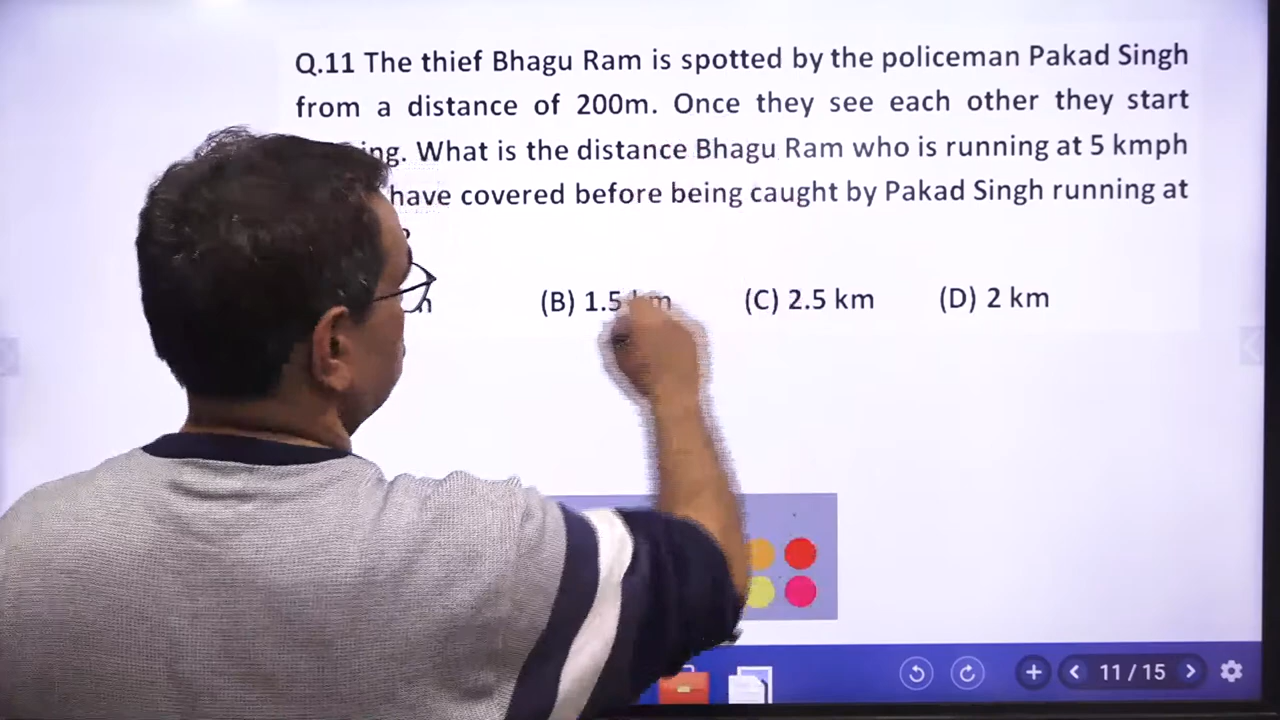 Q.11 The thief Bhagu Ram is spotted by the policeman Pakad Singh
from a distance of 200m. Once they see each other they start
What is the distance Bhagu Ram who is running at 5 kmph
have covered before being caught by Pakad Singh running at
(B) 1.5 km (C) 2.5 km (D) 2 km
11 / 15